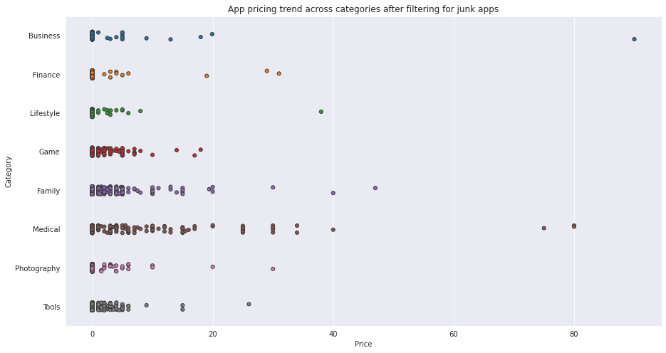 App pricing trend across categories after filtering for junk apps
Category
Business
Finance
Lifestyle
Game
Family
Medical
Photography
Tools
0 20 40 60 80
Price